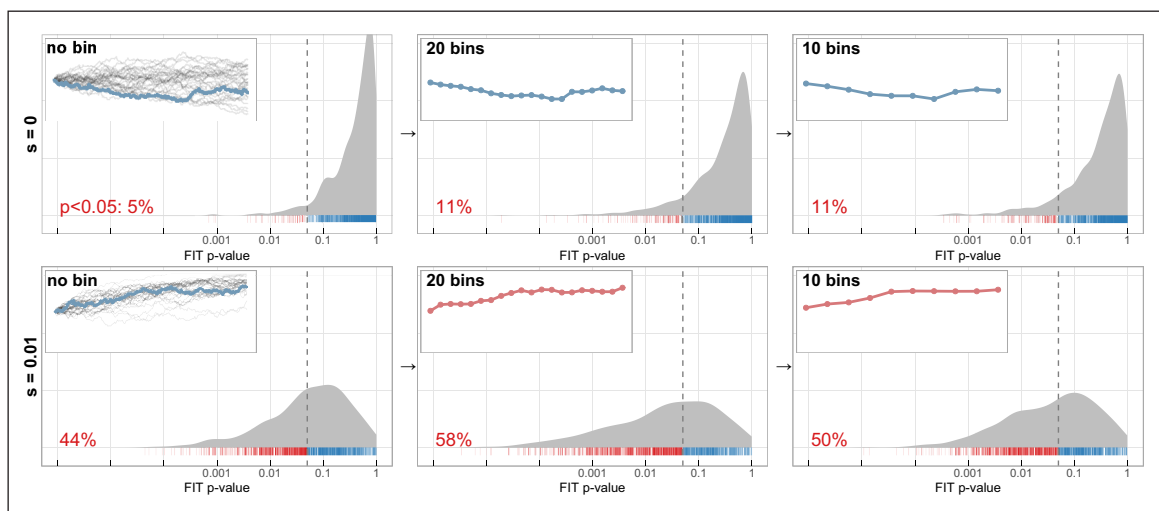 no bin
20 bins
10 bins
s = 0
→
→
p<0.05: 5%
11%
11%
0.001 0.01 0.1 1
0.001 0.01 0.1 1
0.001 0.01 0.1 1
FIT p-value
FIT p-value
FIT p-value
no bin
20 bins
10 bins
s = 0.01
→
→
44%
58%
50%
0.001 0.01 0.1 1
0.001 0.01 0.1 1
0.001 0.01 0.1 1
FIT p-value
FIT p-value
FIT p-value